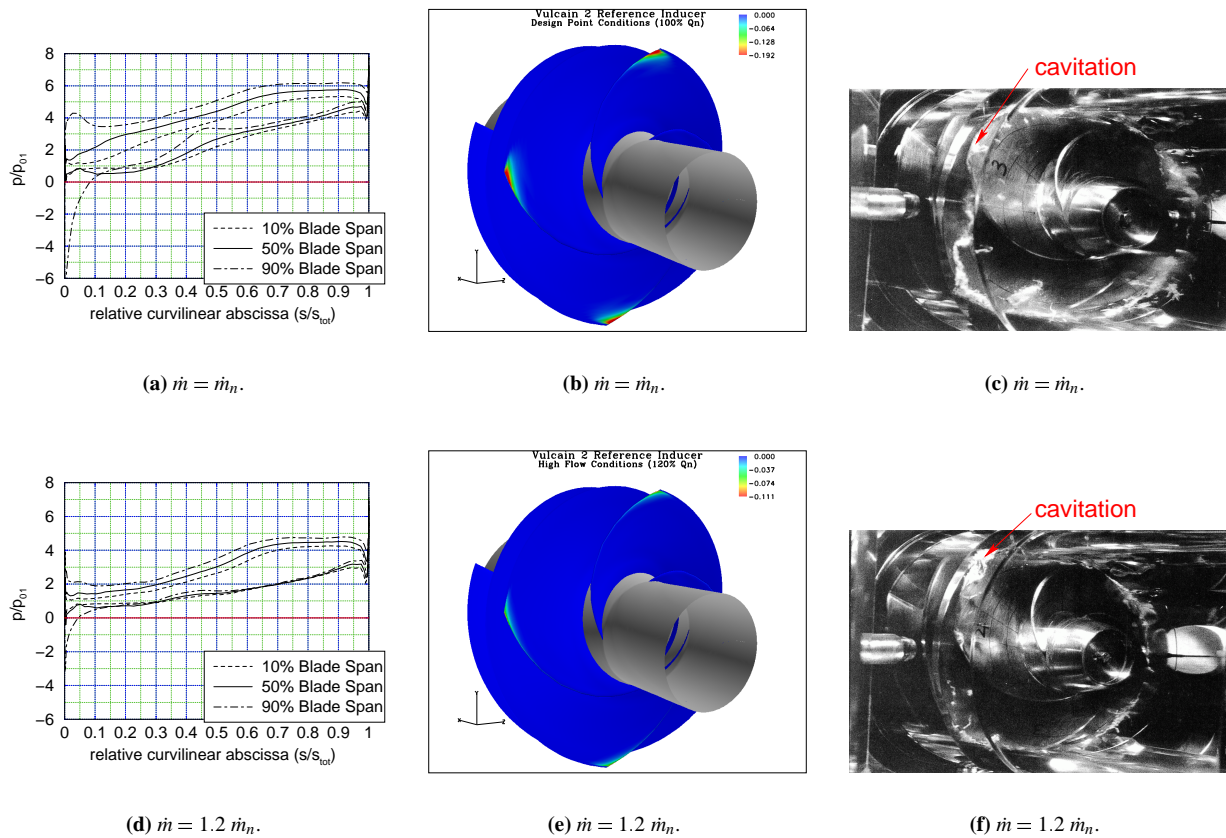 8
6
4
2
0
−2
−4
−6
p/p01
10% Blade Span
50% Blade Span
90% Blade Span
0 0.1 0.2 0.3 0.4 0.5 0.6 0.7 0.8 0.9 1
relative curvilinear abscissa (s/stot)
Vulcain 2 Reference Inducer
Design Point Conditions (100% Qn)
0.000
-0.064
-0.128
-0.192
Y
X
Z
cavitation
3
(a) ṁ = ṁn.
(b) ṁ = ṁn.
(c) ṁ = ṁn.
8
6
4
2
0
−2
−4
−6
p/p01
10% Blade Span
50% Blade Span
90% Blade Span
0 0.1 0.2 0.3 0.4 0.5 0.6 0.7 0.8 0.9 1
relative curvilinear abscissa (s/stot)
Vulcain 2 Reference Inducer
High Flow Conditions (120% Qn)
0.000
-0.037
-0.074
-0.111
Y
X
Z
cavitation
(d) ṁ = 1.2 ṁn.
(e) ṁ = 1.2 ṁn.
(f) ṁ = 1.2 ṁn.